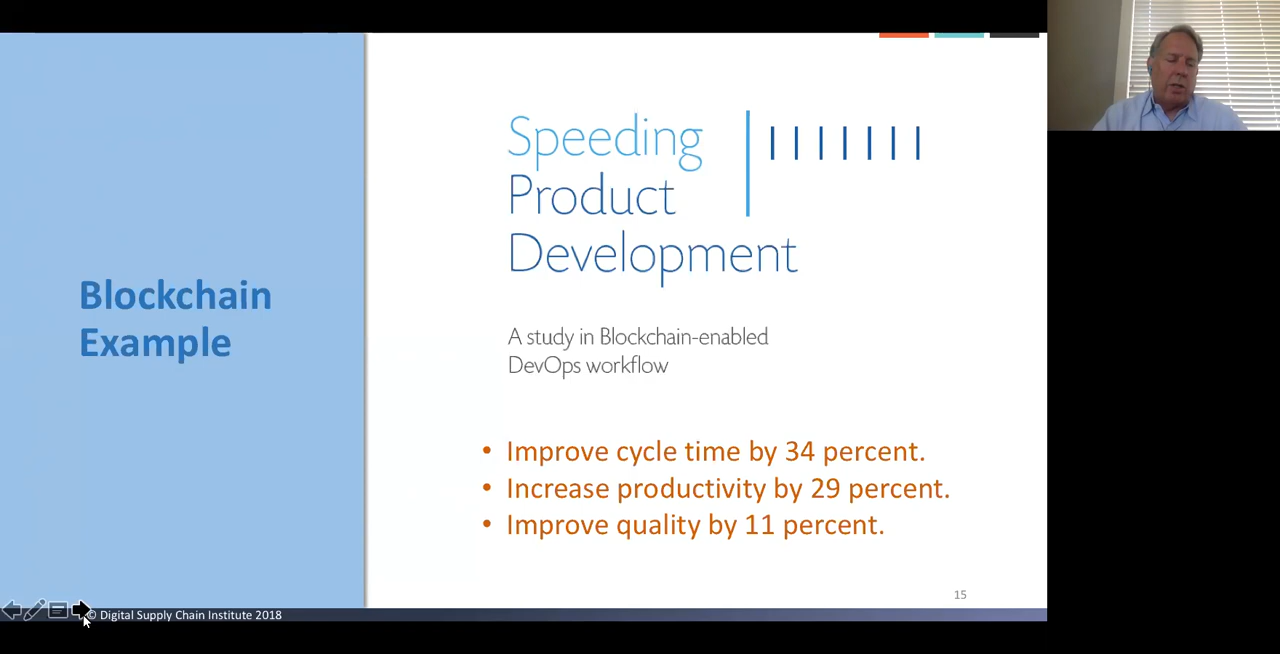 Blockchain
Example
Speeding
Product
Development
A study in Blockchain-enabled
DevOps workflow
• Improve cycle time by 34 percent.
• Increase productivity by 29 percent.
• Improve quality by 11 percent.
15
© Digital Supply Chain Institute 2018